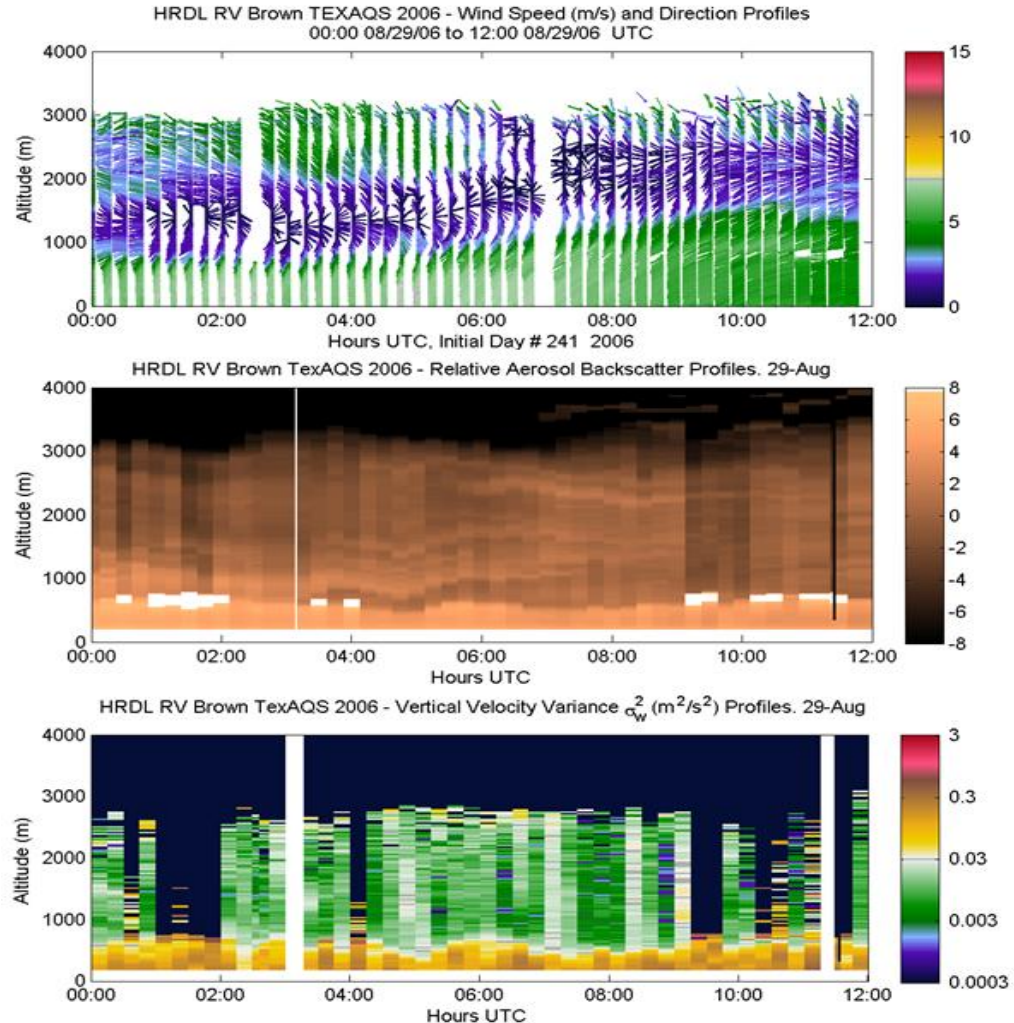 HRDL RV Brown TEXAQS 2006 - Wind Speed (m/s) and Direction Profiles
00:00 08/29/06 to 12:00 08/29/06 UTC
4000
3000
2000
1000
0
Altitude (m)
00:00 02:00 04:00 06:00 08:00 10:00 12:00
Hours UTC, Initial Day # 241 2006
15
10
5
0
HRDL RV Brown TexAQS 2006 - Relative Aerosol Backscatter Profiles. 29-Aug
4000
3000
2000
1000
0
Altitude (m)
00:00 02:00 04:00 06:00 08:00 10:00 12:00
Hours UTC
8
6
4
2
0
-2
-4
-6
-8
HRDL RV Brown TexAQS 2006 - Vertical Velocity Variance σ²w (m²/s²) Profiles. 29-Aug
4000
3000
2000
1000
0
Altitude (m)
00:00 02:00 04:00 06:00 08:00 10:00 12:00
Hours UTC
3
0.3
0.03
0.003
0.0003